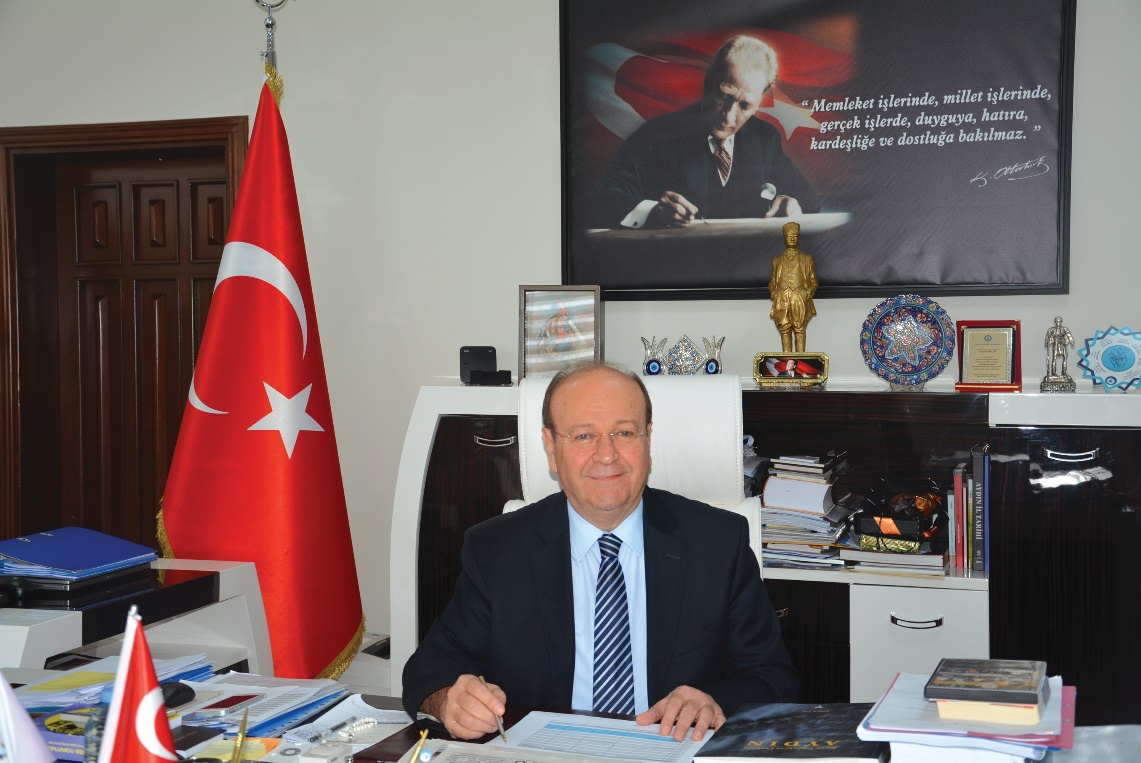 “ Memleket işlerinde, millet işlerinde,
gerçek işlerde, duyguya, hatıra,
kardeşliğe ve dostluğa bakılmaz. ”
K. Atatürk
AYDIN İL TARİHİ
AYDIN